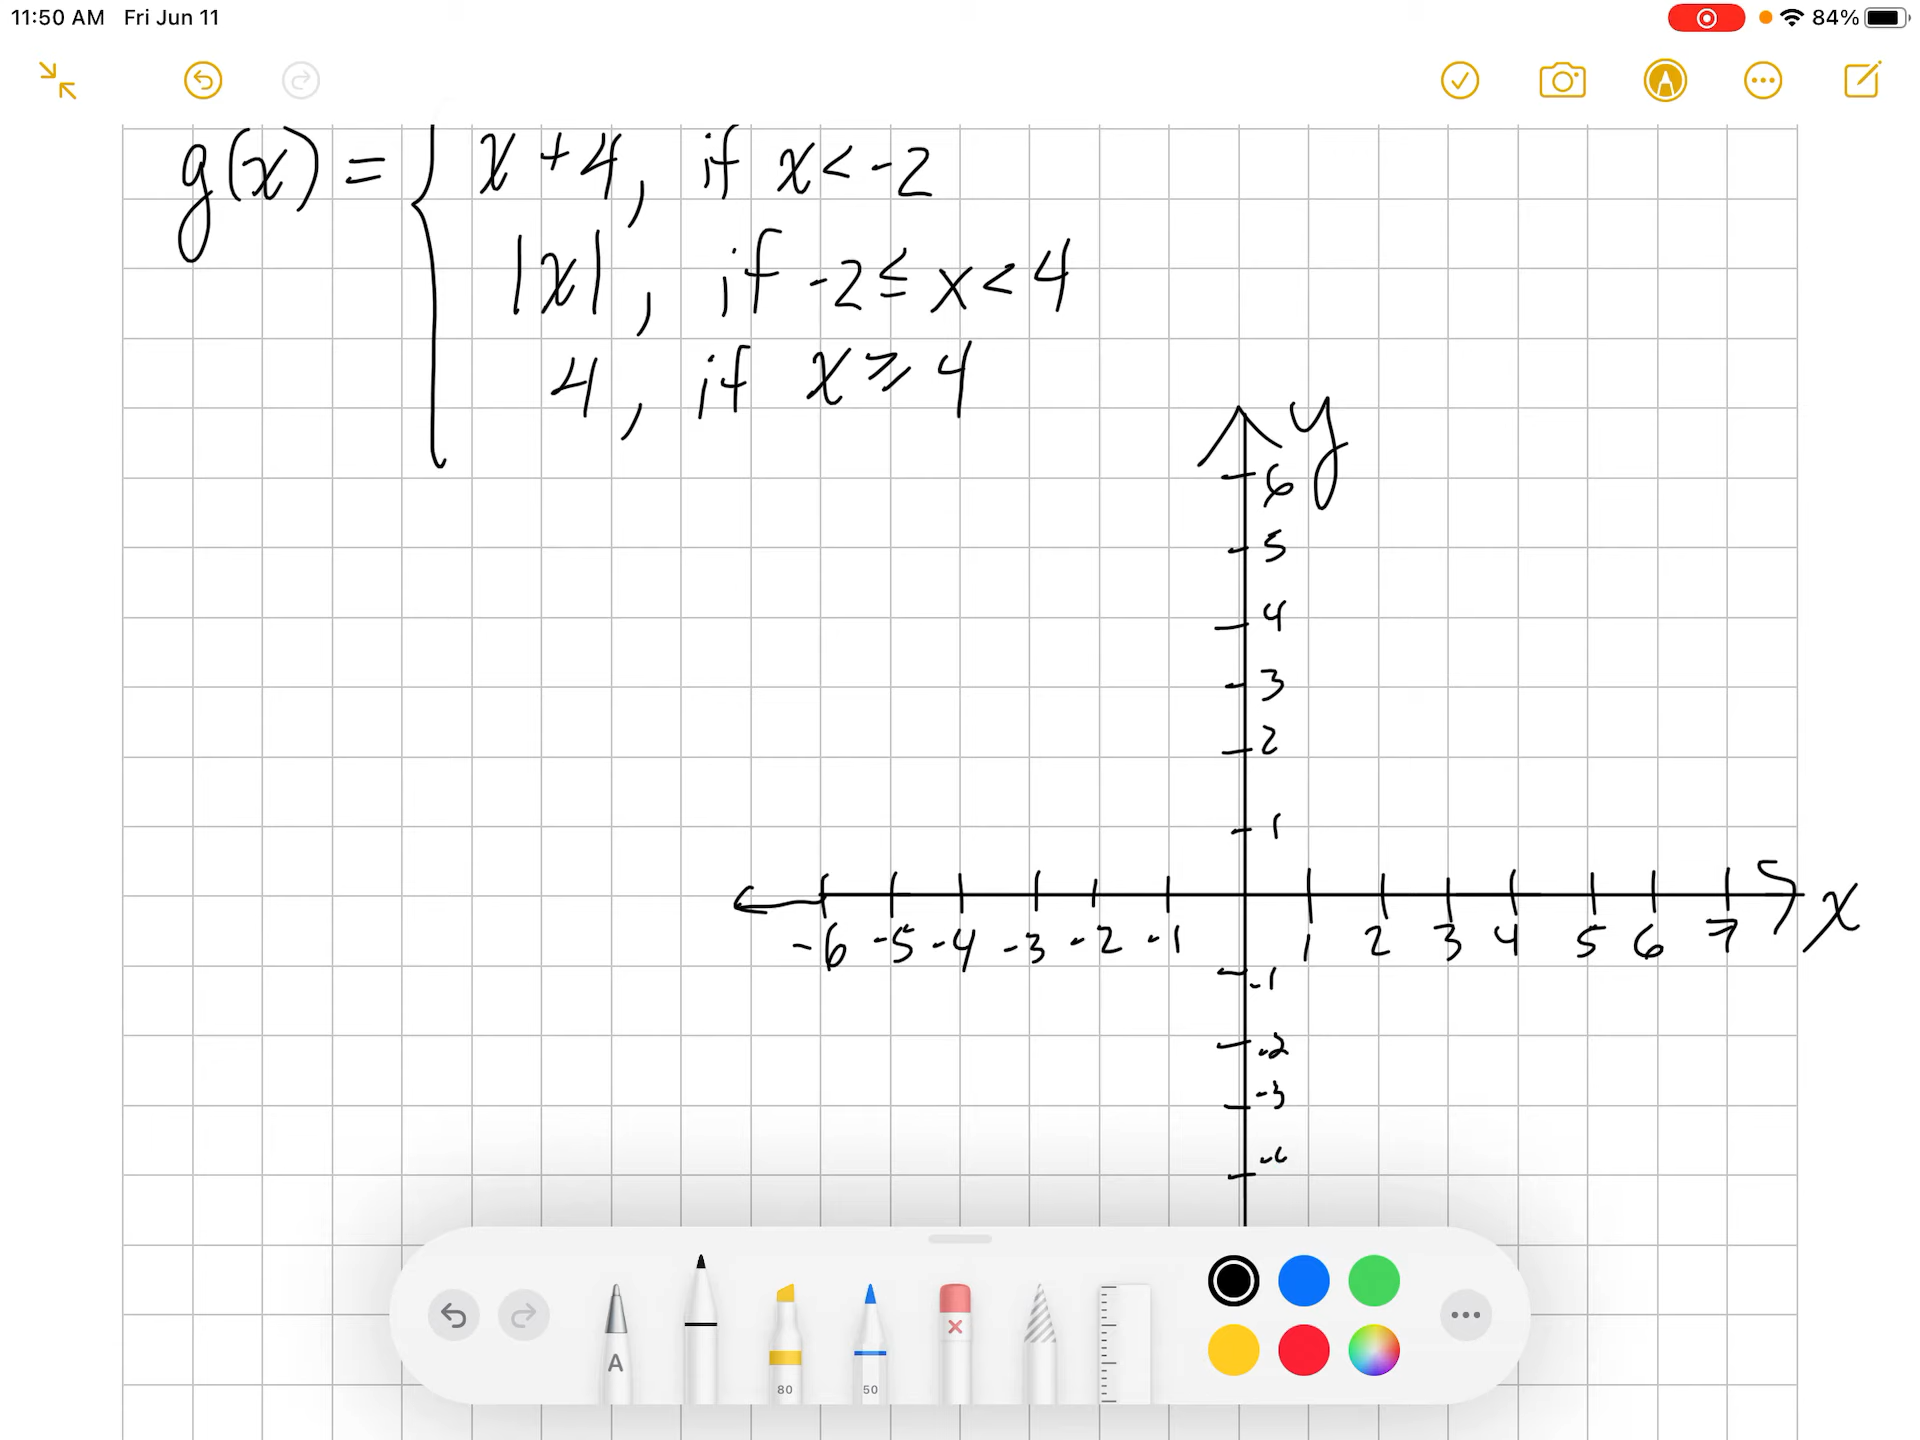 11:50 AM Fri Jun 11
84%
g(x) = { x + 4, if x < -2
|x|, if -2 ≤ x < 4
4, if x ≥ 4
y
6
5
4
3
2
1
-6 -5 -4 -3 -2 -1 1 2 3 4 5 6 7 x
-1
-2
-3
A 80 50